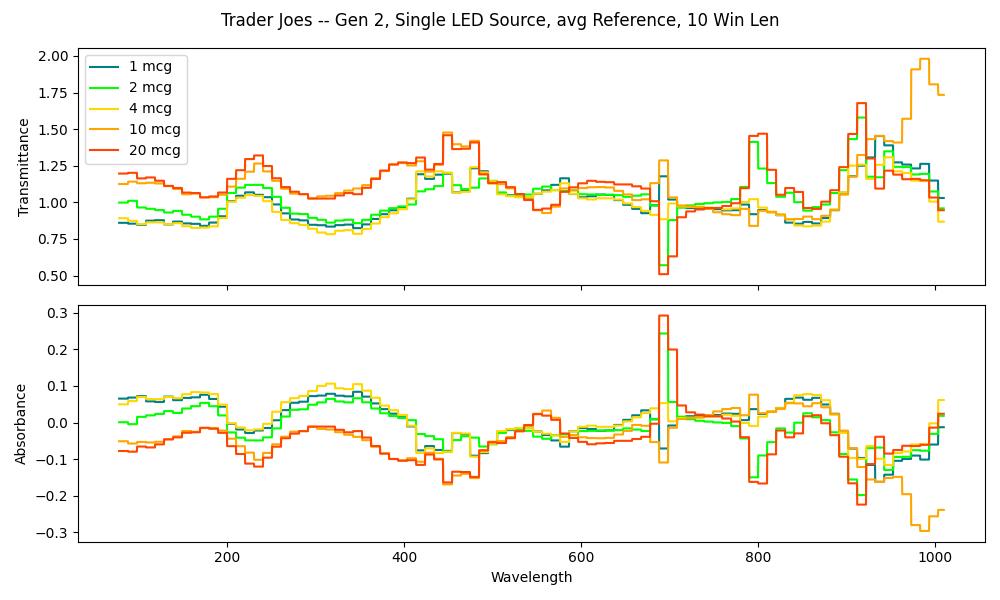 Trader Joes -- Gen 2, Single LED Source, avg Reference, 10 Win Len
2.00
1.75
1.50
1.25
1.00
0.75
0.50
Transmittance
1 mcg
2 mcg
4 mcg
10 mcg
20 mcg
0.3
0.2
0.1
0.0
−0.1
−0.2
−0.3
Absorbance
200
400
600
800
1000
Wavelength